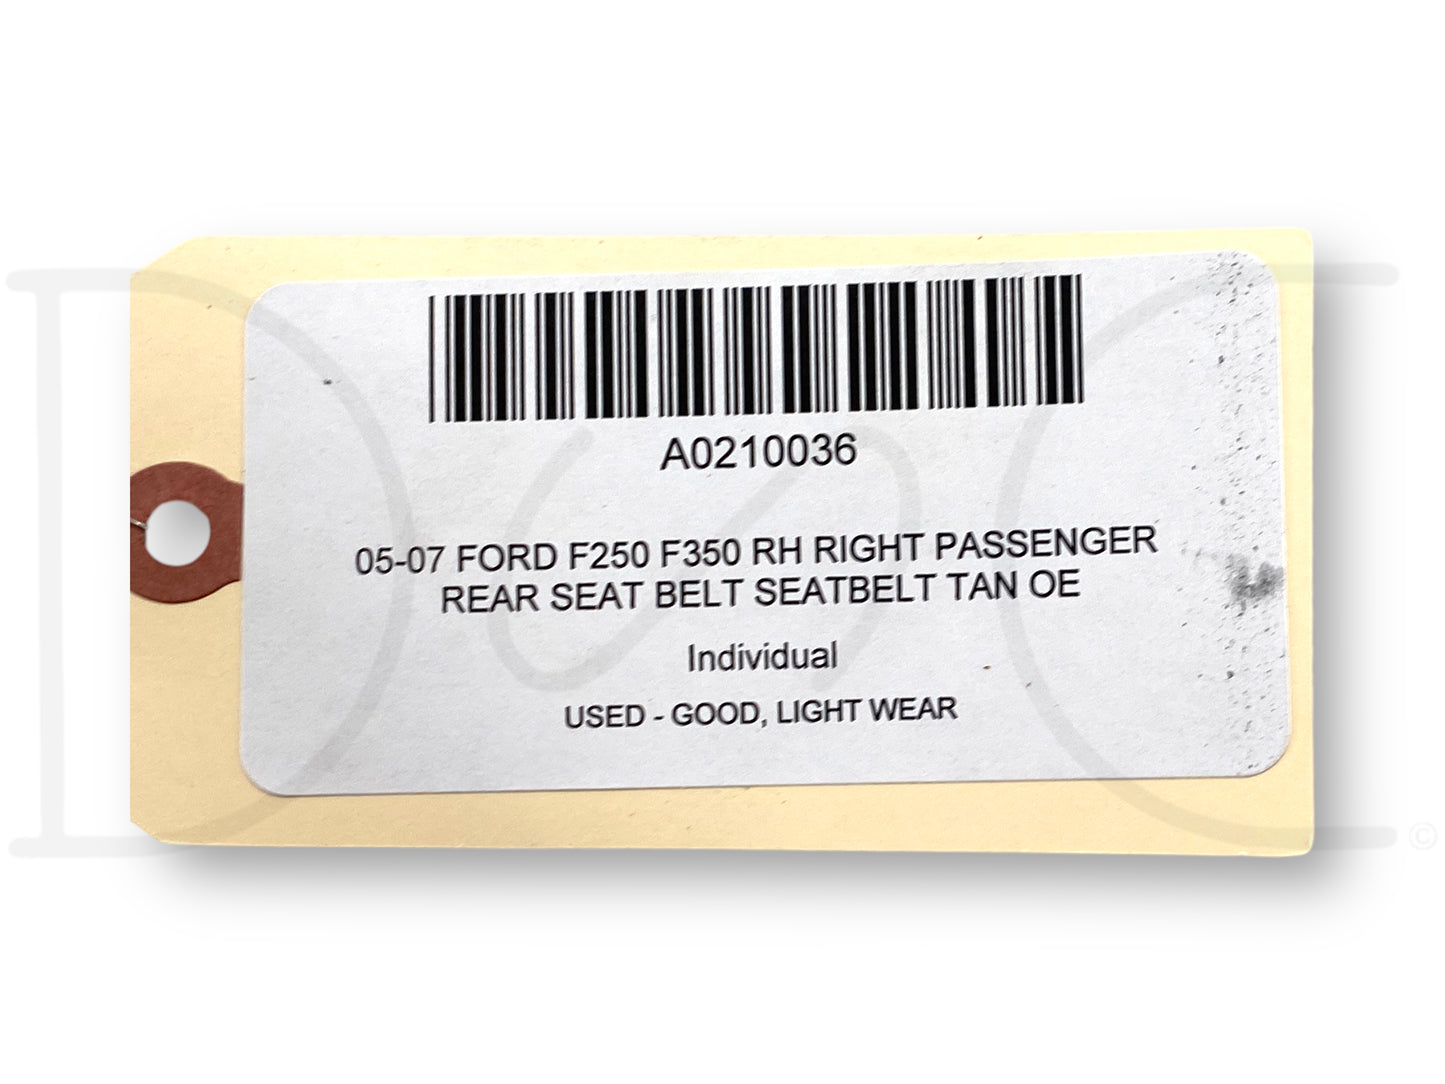 A0210036
05-07 FORD F250 F350 RH RIGHT PASSENGER
REAR SEAT BELT SEATBELT TAN OE
Individual
USED - GOOD, LIGHT WEAR
DSC
©